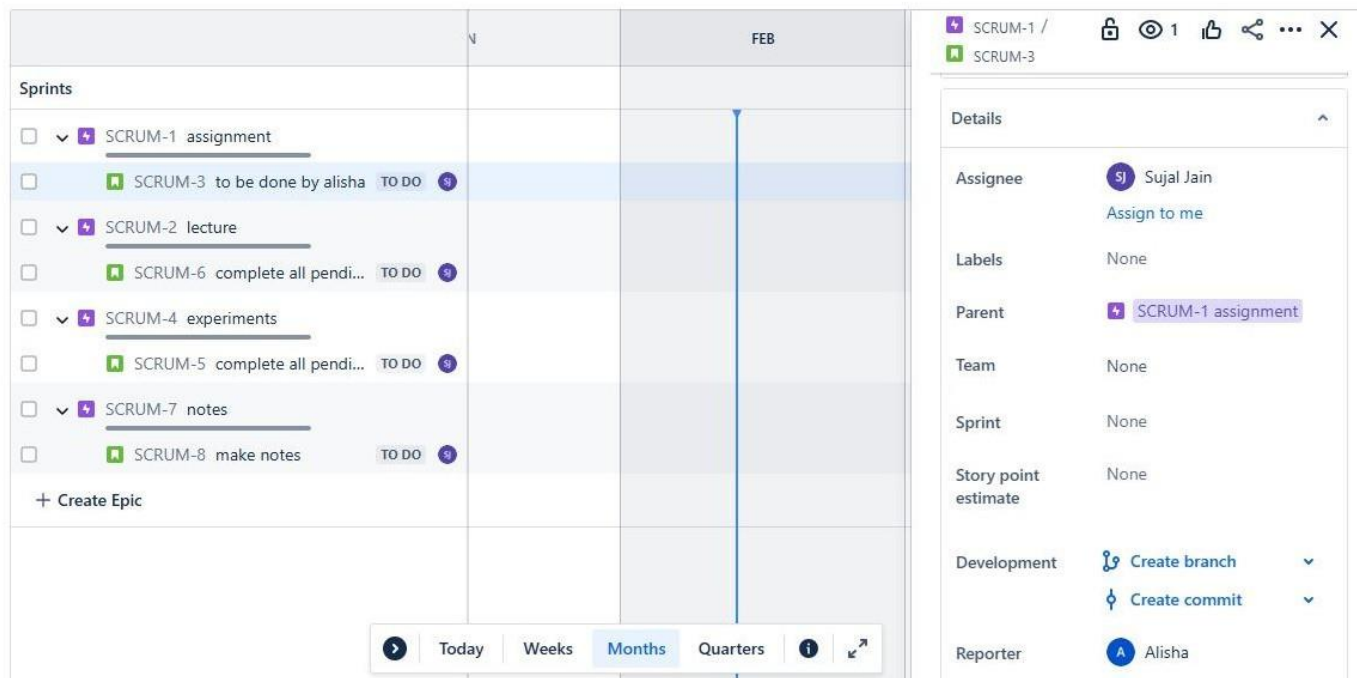 N
FEB
Sprints
SCRUM-1 assignment
SCRUM-3 to be done by alisha TO DO SJ
SCRUM-2 lecture
SCRUM-6 complete all pendi... TO DO SJ
SCRUM-4 experiments
SCRUM-5 complete all pendi... TO DO SJ
SCRUM-7 notes
SCRUM-8 make notes TO DO SJ
+ Create Epic
Today Weeks Months Quarters
SCRUM-1 /
SCRUM-3
1
Details
Assignee SJ Sujal Jain
Assign to me
Labels None
Parent SCRUM-1 assignment
Team None
Sprint None
Story point
estimate
None
Development Create branch
Create commit
Reporter A Alisha